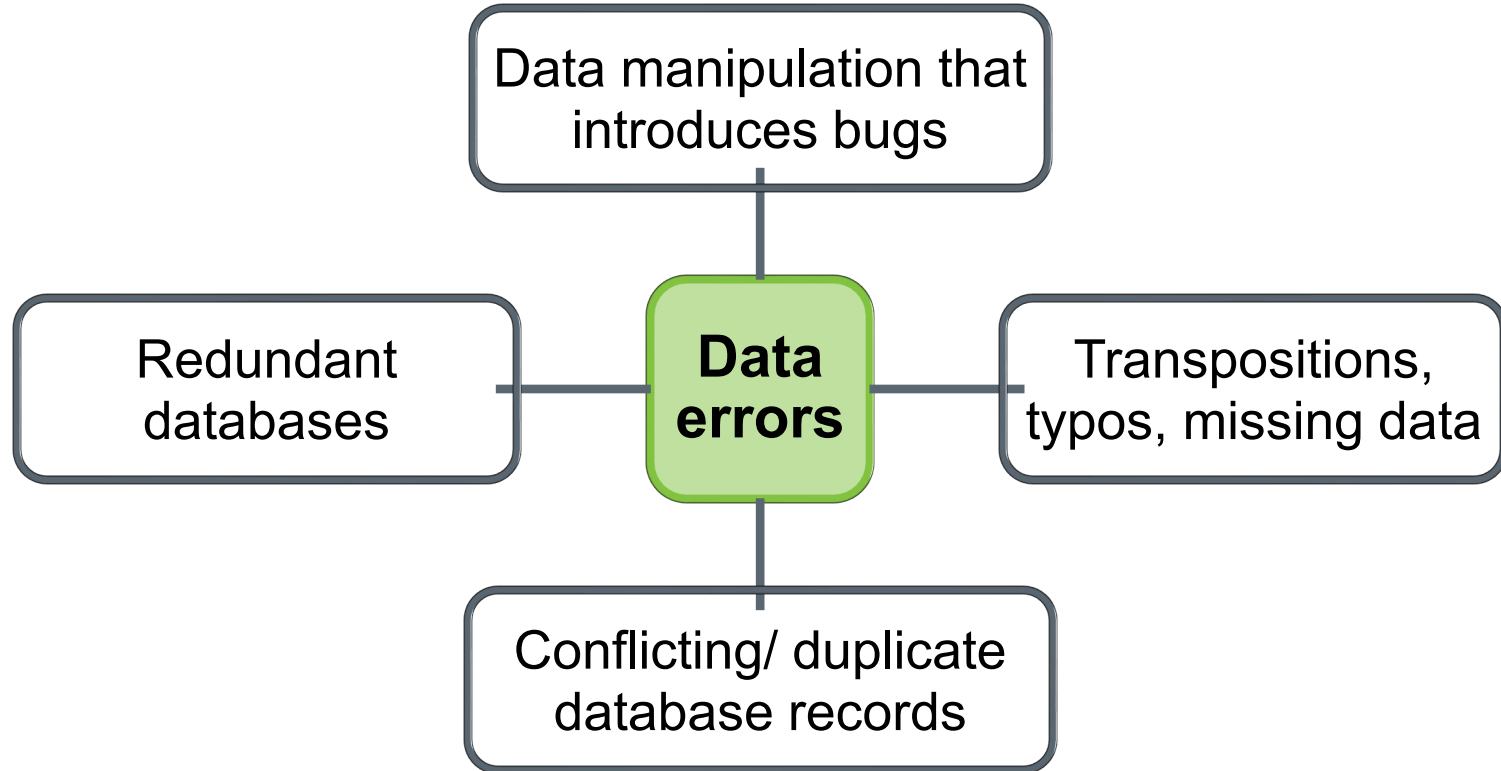 Data manipulation that
introduces bugs
Redundant
databases
Data
errors
Transpositions,
typos, missing data
Conflicting/ duplicate
database records